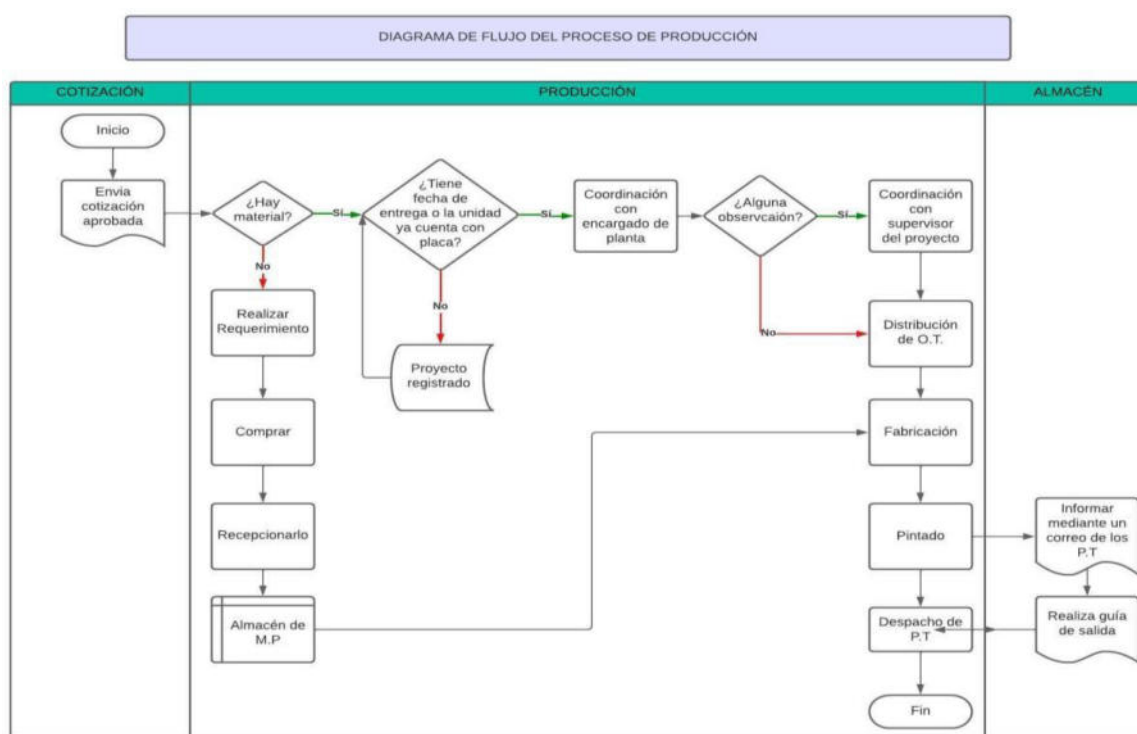 DIAGRAMA DE FLUJO DEL PROCESO DE PRODUCCIÓN
COTIZACIÓN
PRODUCCIÓN
ALMACÉN
Inicio
Envia
cotización
aprobada
¿Hay
material?
Sí
No
¿Tiene
fecha de
entrega o la unidad
ya cuenta con
placa?
Sí
No
Coordinación
con
encargado de
planta
¿Alguna
observcaión?
Sí
No
Coordinación
con
supervisor
del proyecto
Realizar
Requerimiento
Proyecto
registrado
Distribución
de O.T.
Comprar
Fabricación
Recepcionarlo
Pintado
Informar
mediante un
correo de los
P.T
Almacén de
M.P
Despacho de
P.T
Realiza guía
de salida
Fin